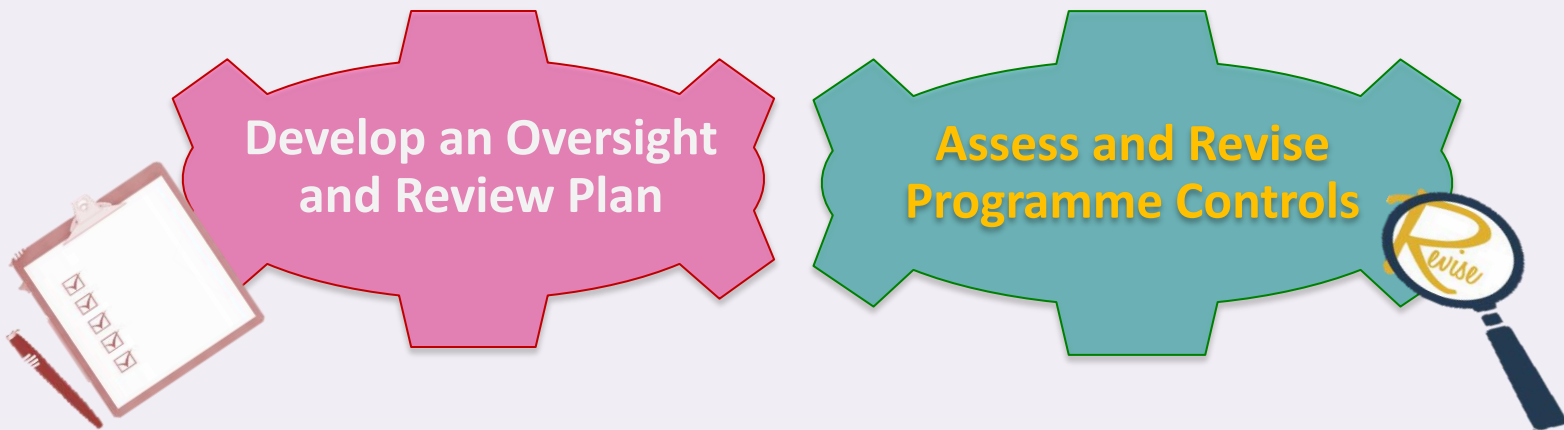 Develop an Oversight
and Review Plan
Assess and Revise
Programme Controls
Revise